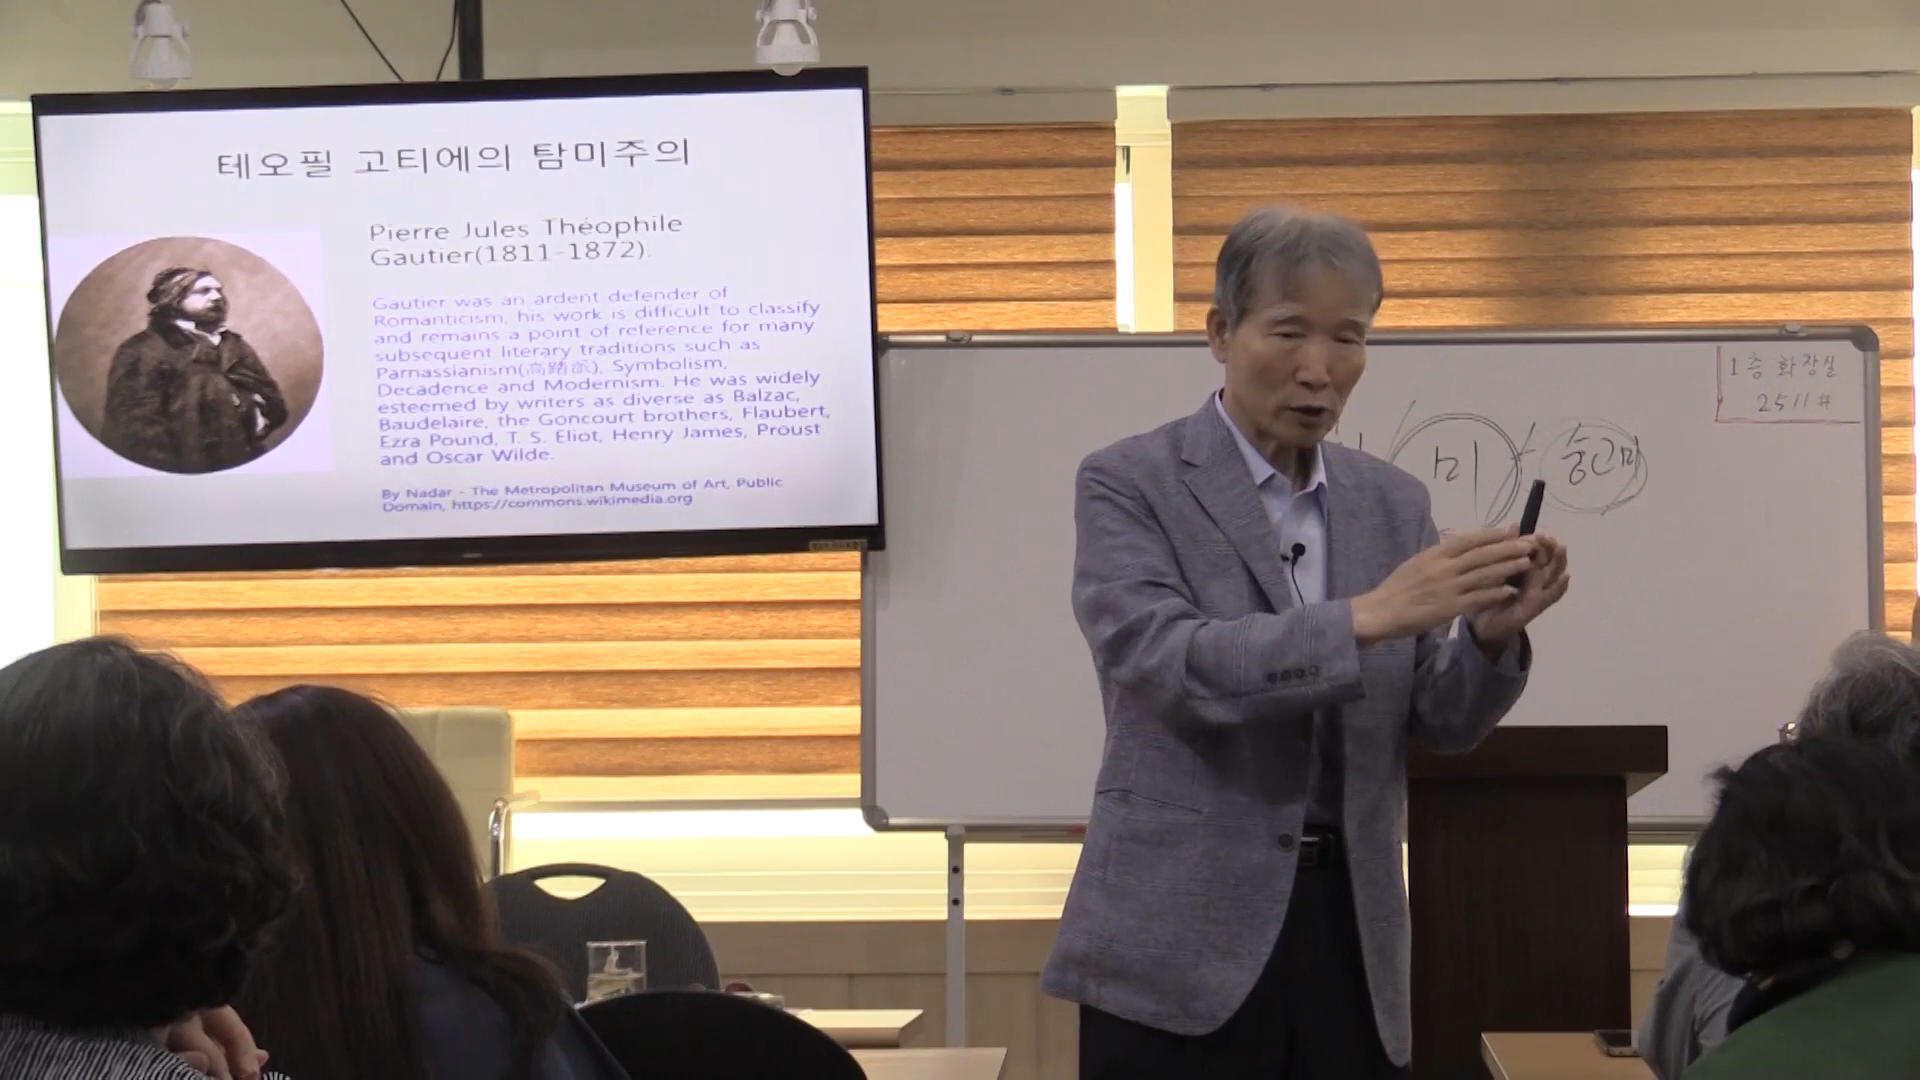 테오필 고티에의 탐미주의
Pierre Jules Théophile
Gautier(1811-1872).
Gautier was an ardent defender of
Romanticism, his work is difficult to classify
and remains a point of reference for many
subsequent literary traditions such as
Parnassianism(高踏派), Symbolism,
Decadence and Modernism. He was widely
esteemed by writers as diverse as Balzac,
Baudelaire, the Goncourt brothers, Flaubert,
Ezra Pound, T. S. Eliot, Henry James, Proust
and Oscar Wilde.
By Nadar - The Metropolitan Museum of Art, Public
Domain, https://commons.wikimedia.org
1층 화장실
2511#
미
숭고미